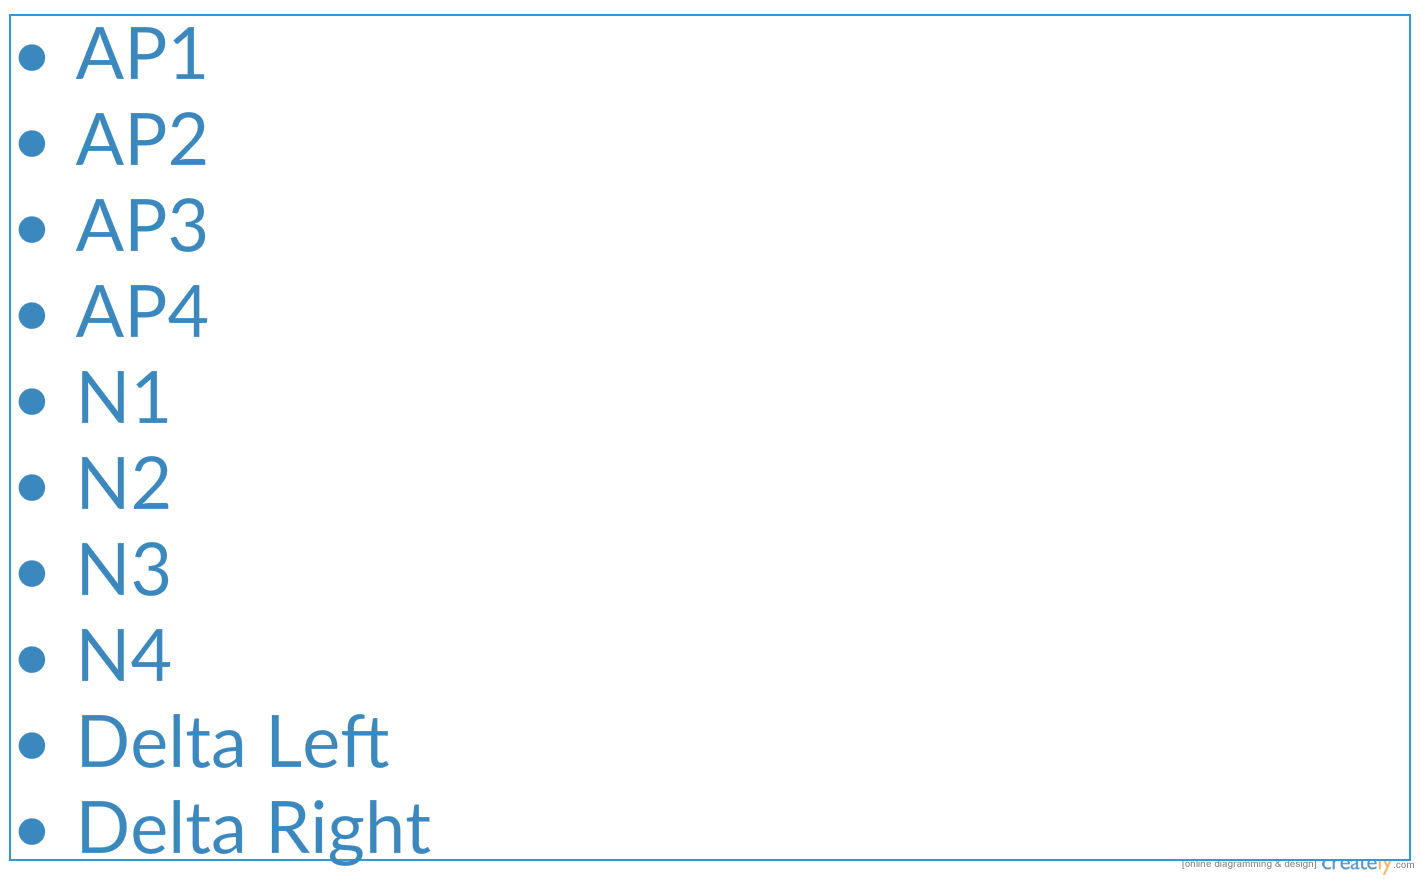 • AP1
• AP2
• AP3
• AP4
• N1
• N2
• N3
• N4
• Delta Left
• Delta Right
[online diagramming & design] creately.com